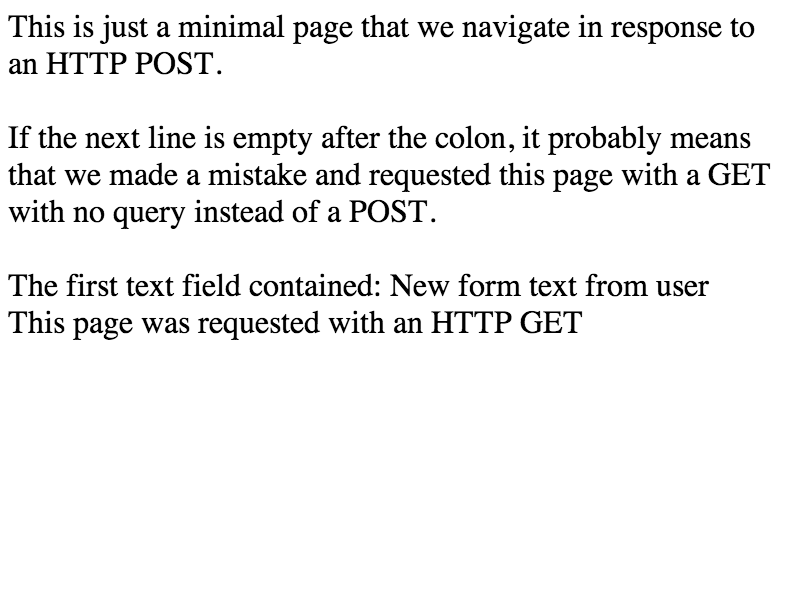 This is just a minimal page that we navigate in response to
an HTTP POST.
If the next line is empty after the colon, it probably means
that we made a mistake and requested this page with a GET
with no query instead of a POST.
The first text field contained: New form text from user
This page was requested with an HTTP GET